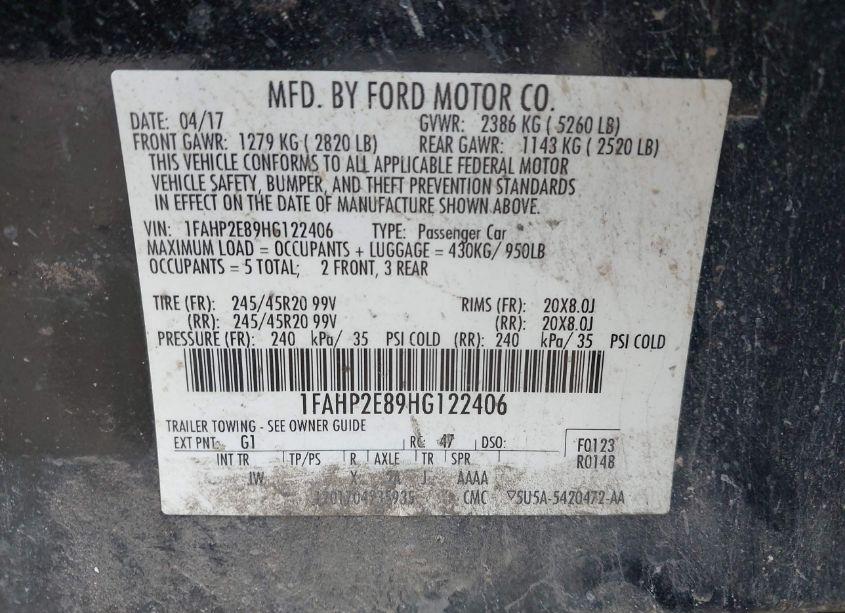 MFD. BY FORD MOTOR CO.
DATE: 04/17 GVWR: 2386 KG ( 5260 LB)
FRONT GAWR: 1279 KG ( 2820 LB) REAR GAWR: 1143 KG ( 2520 LB)
THIS VEHICLE CONFORMS TO ALL APPLICABLE FEDERAL MOTOR
VEHICLE SAFETY, BUMPER, AND THEFT PREVENTION STANDARDS
IN EFFECT ON THE DATE OF MANUFACTURE SHOWN ABOVE.
VIN: 1FAHP2E89HG122406 TYPE: Passenger Car
MAXIMUM LOAD = OCCUPANTS + LUGGAGE = 430KG/ 950LB
OCCUPANTS = 5 TOTAL; 2 FRONT, 3 REAR
TIRE (FR): 245/45R20 99V RIMS (FR): 20X8.0J
(RR): 245/45R20 99V (RR): 20X8.0J
PRESSURE (FR): 240 kPa/ 35 PSI COLD (RR): 240 kPa/ 35 PSI COLD
1FAHP2E89HG122406
TRAILER TOWING - SEE OWNER GUIDE
EXT PNT: G1 RC: 47 DSO: F0123
INT TR TP/PS R AXLE TR SPR R0148
JW X 2A J AAAA
CMC ▽5U5A-5420472-AA